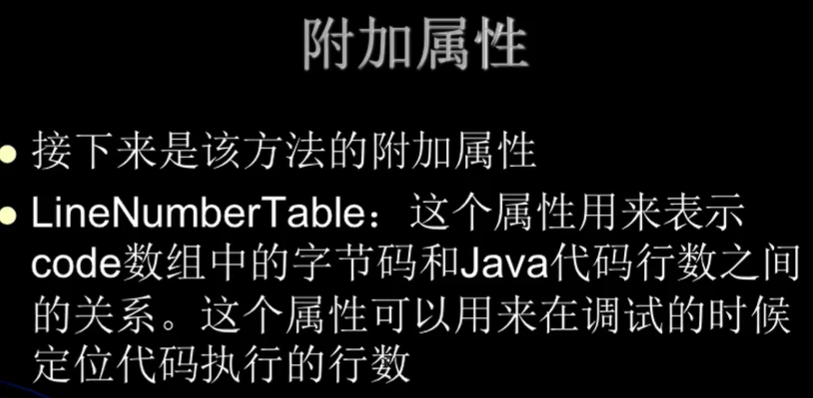 附加属性
接下来是该方法的附加属性
LineNumberTable：这个属性用来表示
code数组中的字节码和Java代码行数之间
的关系。这个属性可以用来在调试的时候
定位代码执行的行数